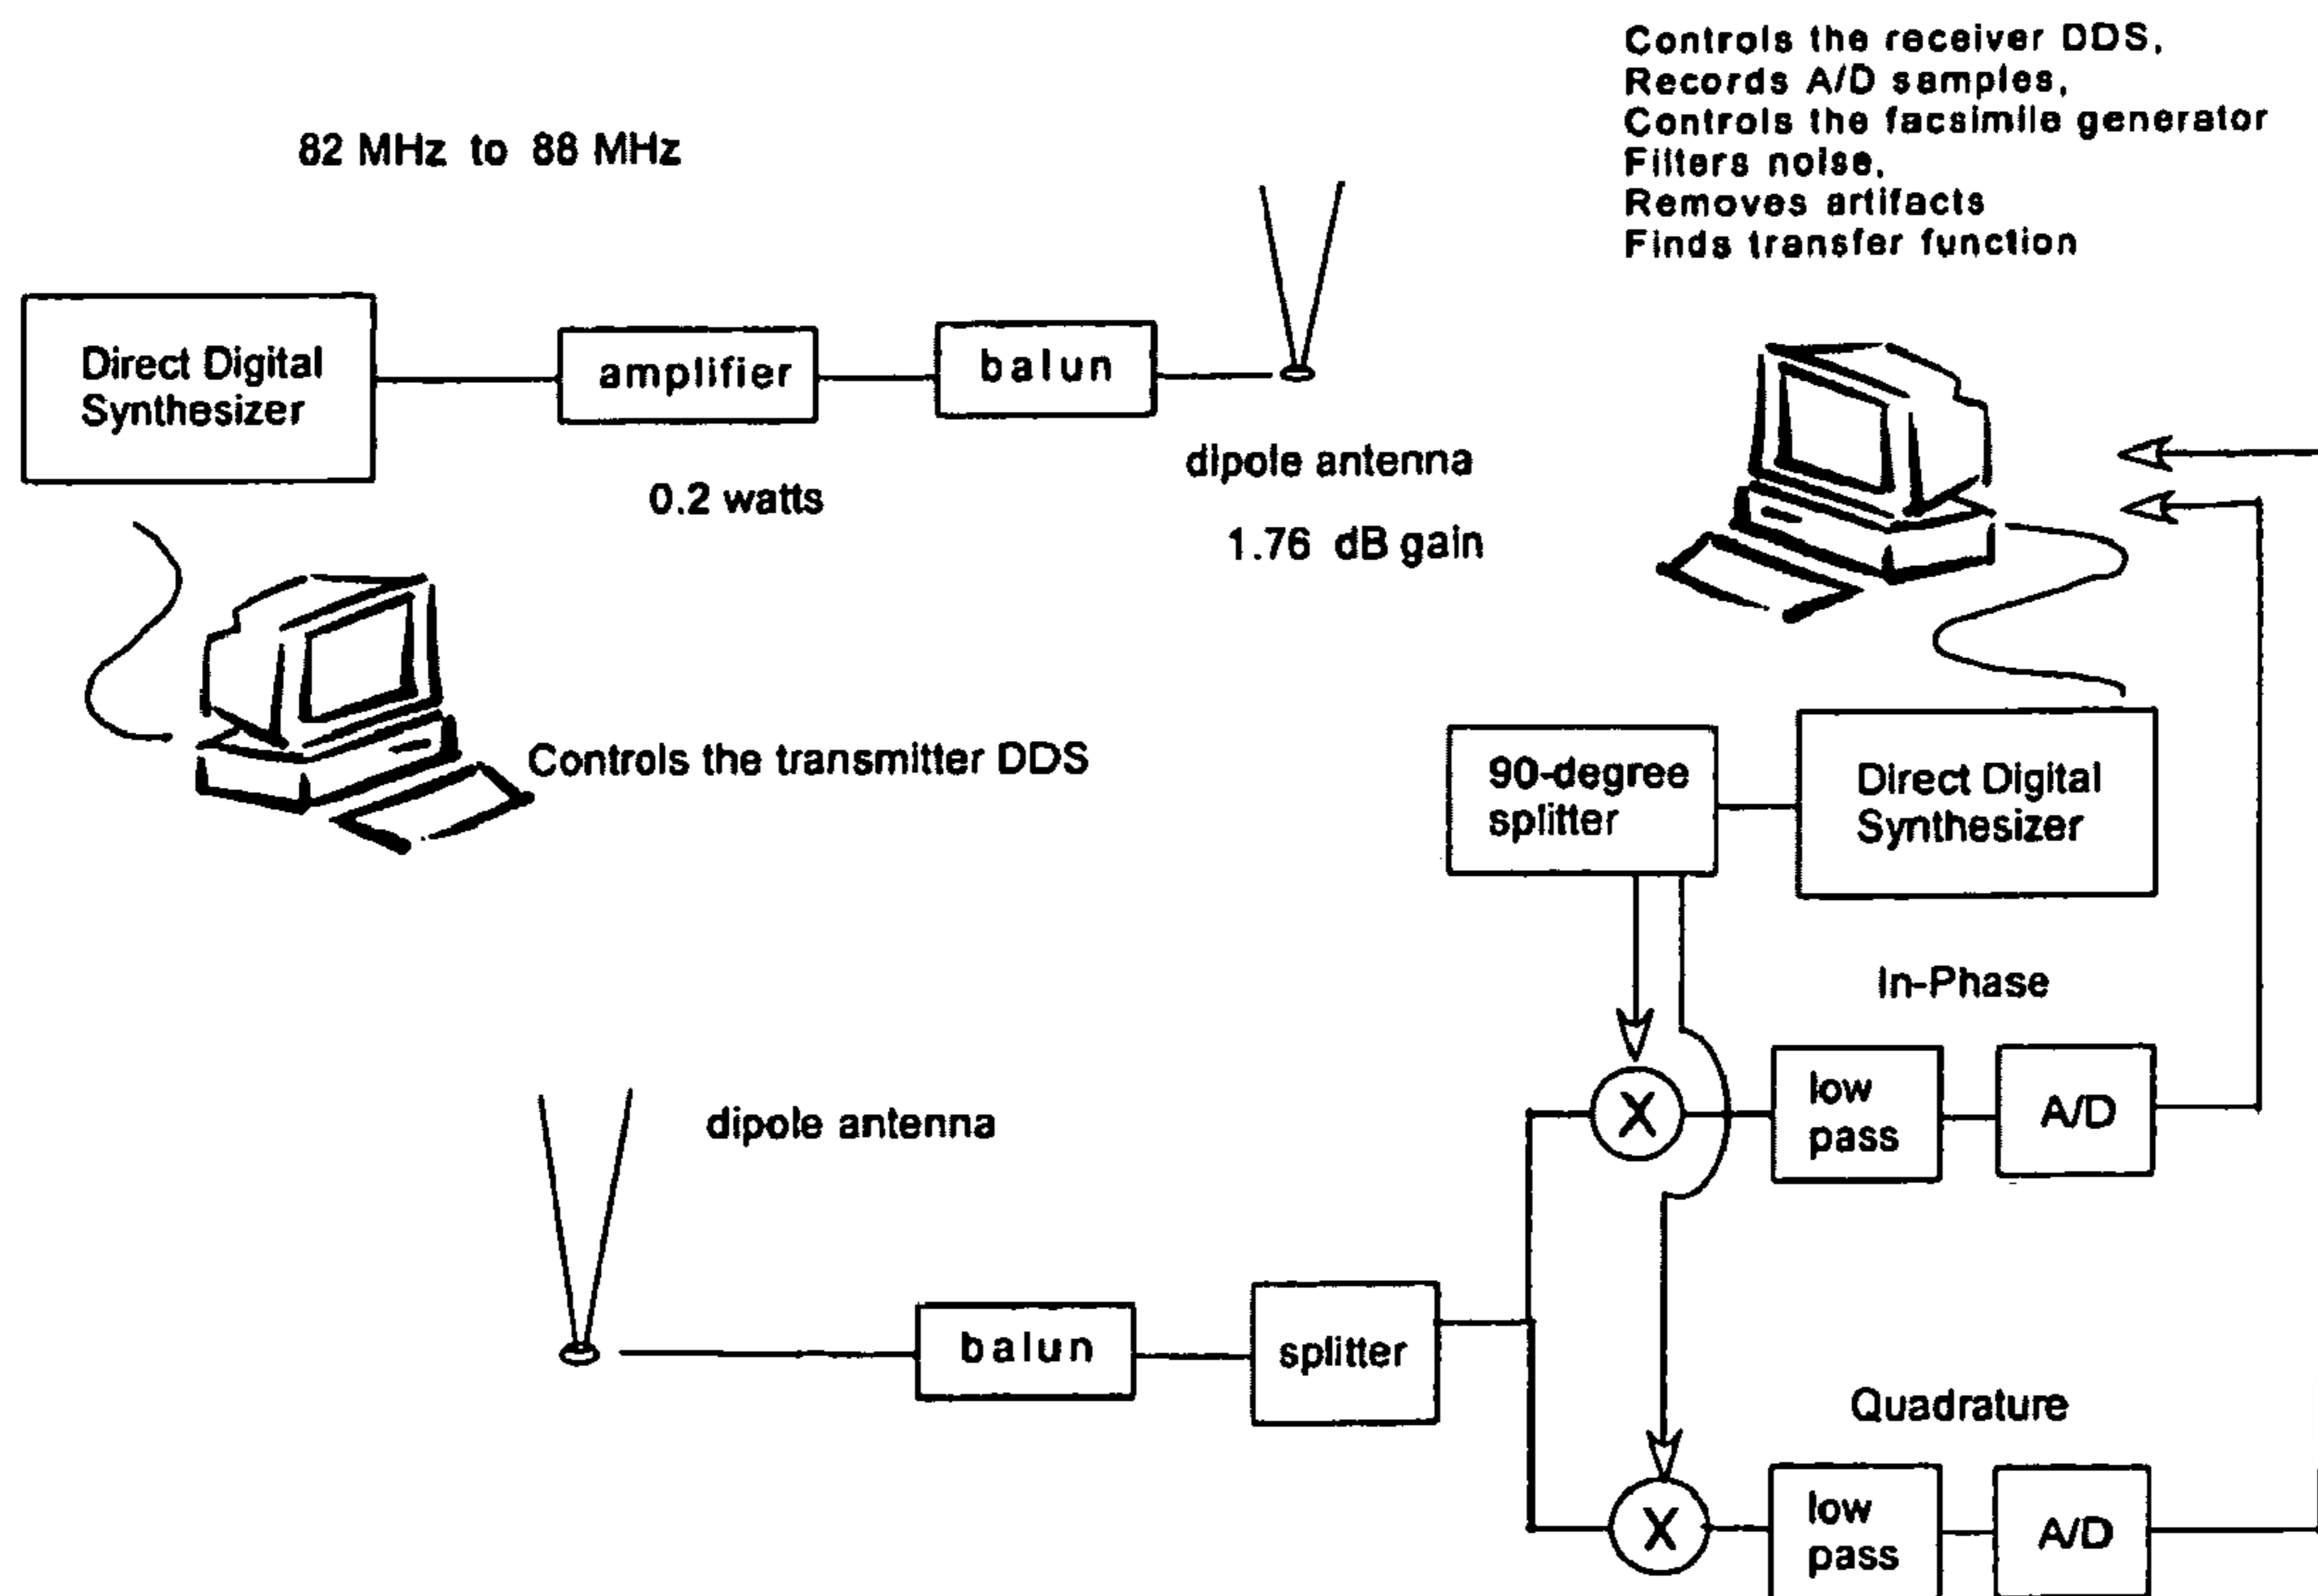 Controls the receiver DDS,
Records A/D samples,
Controls the facsimile generator
Filters noise,
Removes artifacts
Finds transfer function
82 MHz to 88 MHz
Direct Digital
Synthesizer
amplifier
balun
0.2 watts
dipole antenna
1.76 dB gain
Controls the transmitter DDS
90-degree
splitter
Direct Digital
Synthesizer
In-Phase
dipole antenna
X
low
pass
A/D
balun
splitter
Quadrature
X
low
pass
A/D